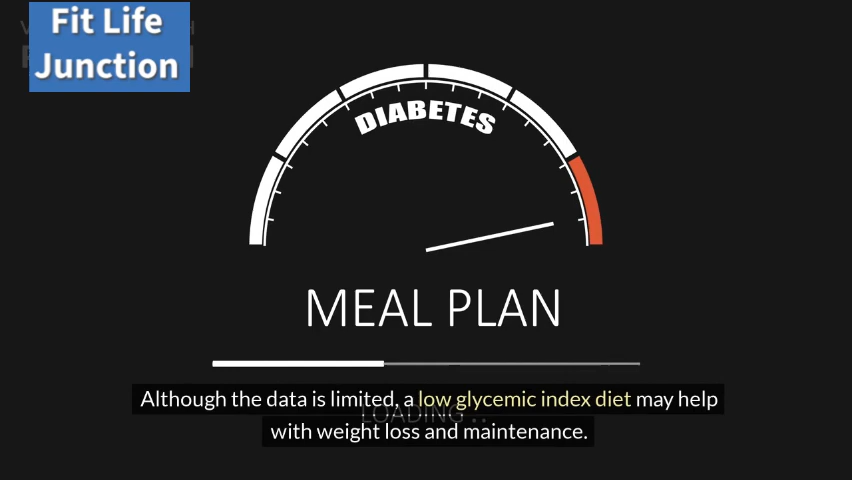 Fit Life
Junction
DIABETES
MEAL PLAN
Although the data is limited, a low glycemic index diet may help
LOADING ..
with weight loss and maintenance.